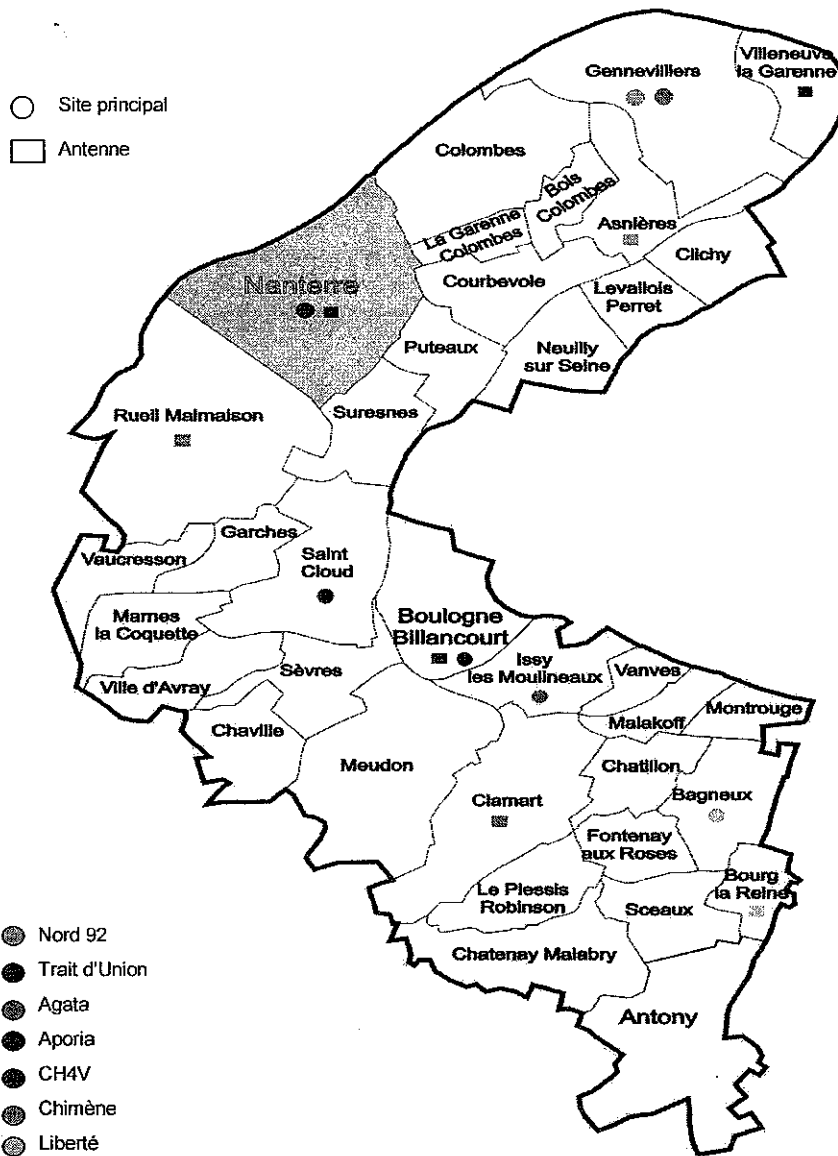 Site principal
Antenne
Villeneuve
la Garenne
Gennevilliers
Colombes
Bois
Colombes
La Garenne
Colombes
Asnières
Clichy
Nanterre
Courbevoie
Levallois
Perret
Puteaux
Neuilly
sur Seine
Rueil Malmaison
Suresnes
Garches
Vaucresson
Saint
Cloud
Marnes
la Coquette
Boulogne
Billancourt
Issy
les Moulineaux
Vanves
Sèvres
Ville d'Avray
Malakoff
Montrouge
Chaville
Meudon
Chatillon
Clamart
Bagneux
Fontenay
aux Roses
Bourg
la Reine
Le Plessis
Robinson
Sceaux
Chatenay Malabry
Antony
Nord 92
Trait d'Union
Agata
Aporia
CH4V
Chimène
Liberté